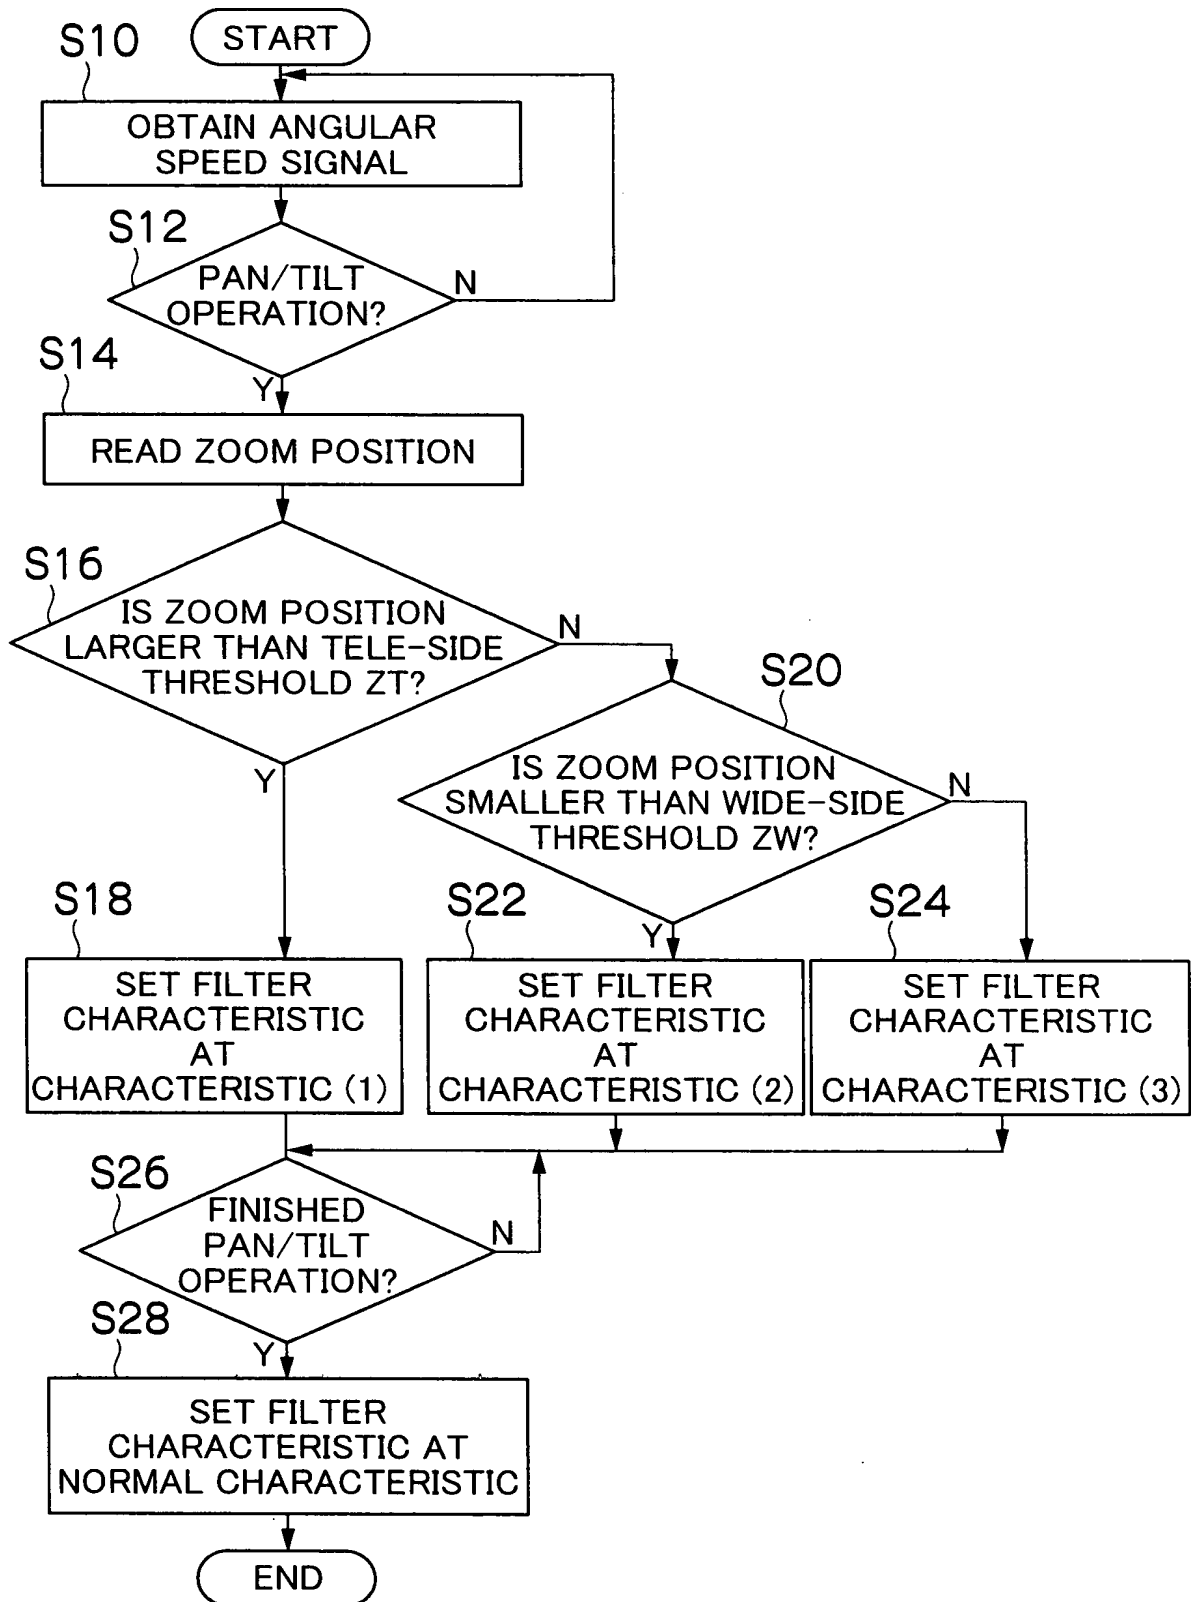 START
S10
OBTAIN ANGULAR
SPEED SIGNAL
S12
PAN/TILT
OPERATION?
N
Y
S14
READ ZOOM POSITION
S16
IS ZOOM POSITION
LARGER THAN TELE-SIDE
THRESHOLD ZT?
N
Y
S20
IS ZOOM POSITION
SMALLER THAN WIDE-SIDE
THRESHOLD ZW?
N
Y
S18
SET FILTER
CHARACTERISTIC
AT
CHARACTERISTIC (1)
S22
SET FILTER
CHARACTERISTIC
AT
CHARACTERISTIC (2)
S24
SET FILTER
CHARACTERISTIC
AT
CHARACTERISTIC (3)
S26
FINISHED
PAN/TILT
OPERATION?
N
Y
S28
SET FILTER
CHARACTERISTIC AT
NORMAL CHARACTERISTIC
END